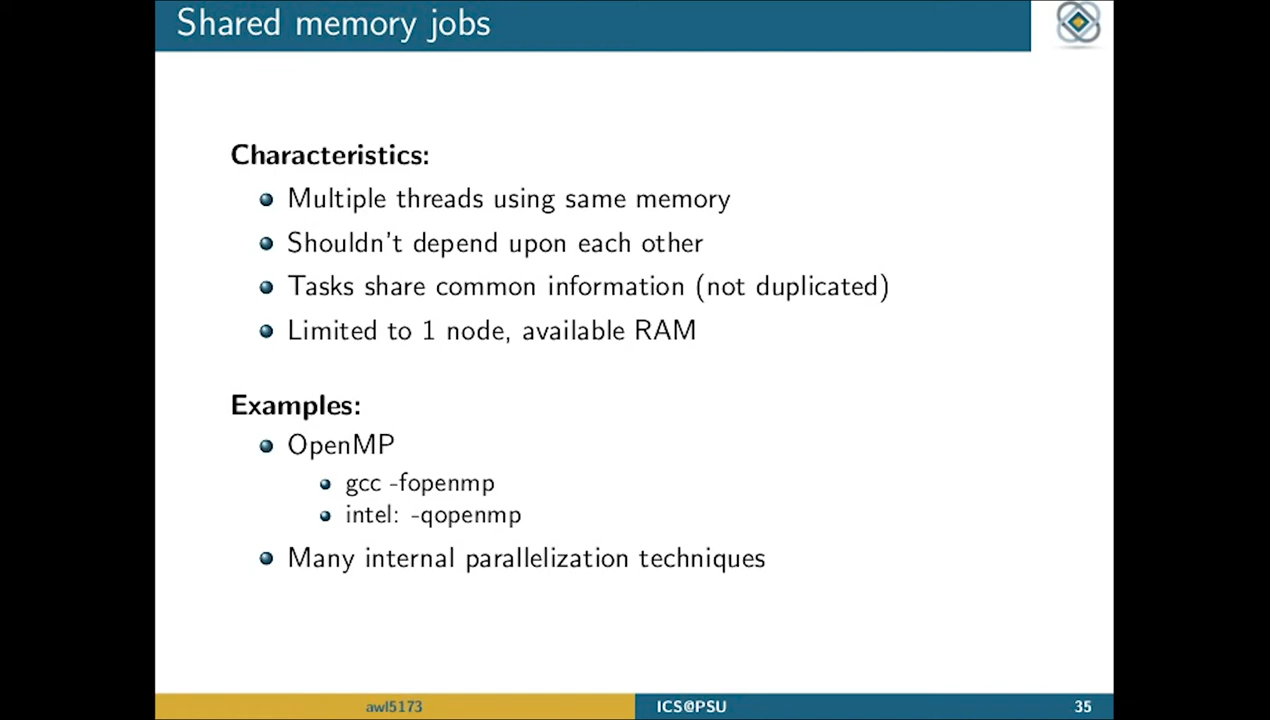 Shared memory jobs
Characteristics:
Multiple threads using same memory
Shouldn't depend upon each other
Tasks share common information (not duplicated)
Limited to 1 node, available RAM
Examples:
OpenMP
gcc -fopenmp
intel: -qopenmp
Many internal parallelization techniques
awl5173 ICS@PSU 35